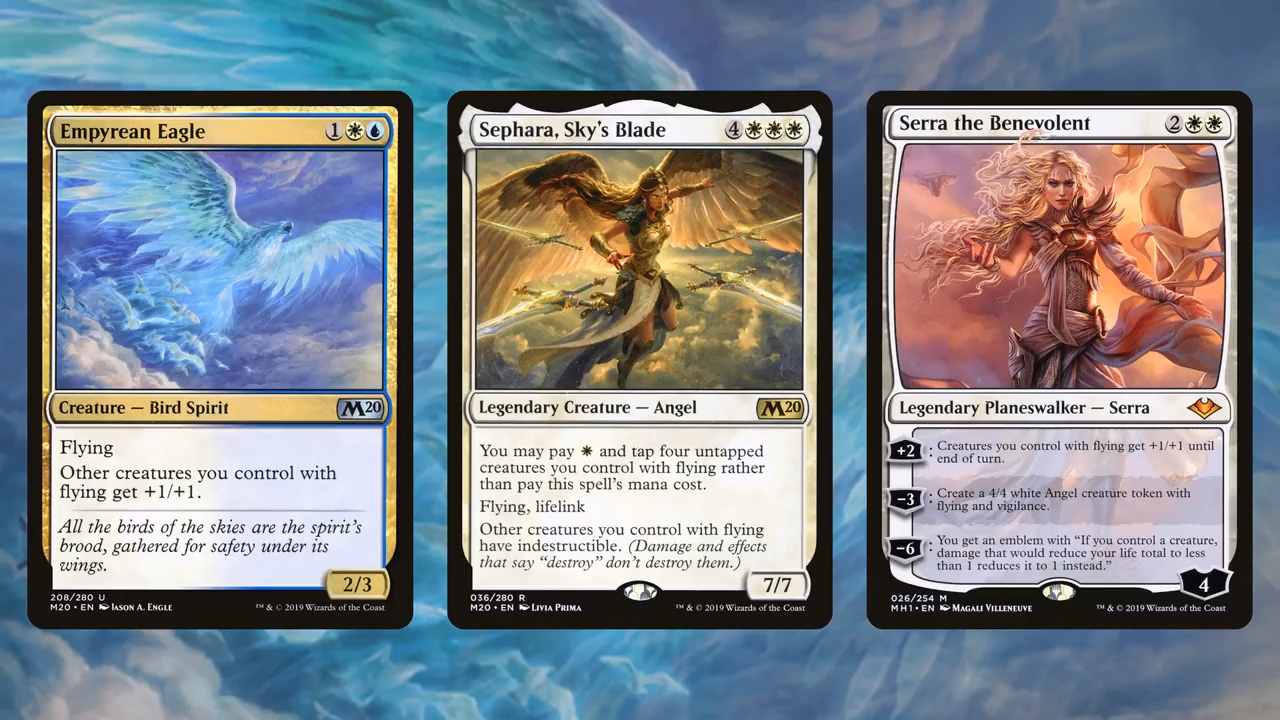 Empyrean Eagle 1
Creature — Bird Spirit M20
Flying
Other creatures you control with
flying get +1/+1.
All the birds of the skies are the spirit's
brood, gathered for safety under its
wings.
2/3
208/280 U
M20 • EN Jason A. Engle ™ & © 2019 Wizards of the Coast
Sephara, Sky's Blade 4
Legendary Creature — Angel M20
You may pay and tap four untapped
creatures you control with flying rather
than pay this spell's mana cost.
Flying, lifelink
Other creatures you control with flying
have indestructible. (Damage and effects
that say “destroy” don't destroy them.)
7/7
036/280 R
M20 • EN Livia Prima ™ & © 2019 Wizards of the Coast
Serra the Benevolent 2
Legendary Planeswalker — Serra
+2 : Creatures you control with flying get +1/+1 until
end of turn.
−3 : Create a 4/4 white Angel creature token with
flying and vigilance.
−6 : You get an emblem with “If you control a creature,
damage that would reduce your life total to less
than 1 reduces it to 1 instead.”
4
026/254 M
MH1 • EN Magali Villeneuve ™ & © 2019 Wizards of the Coast